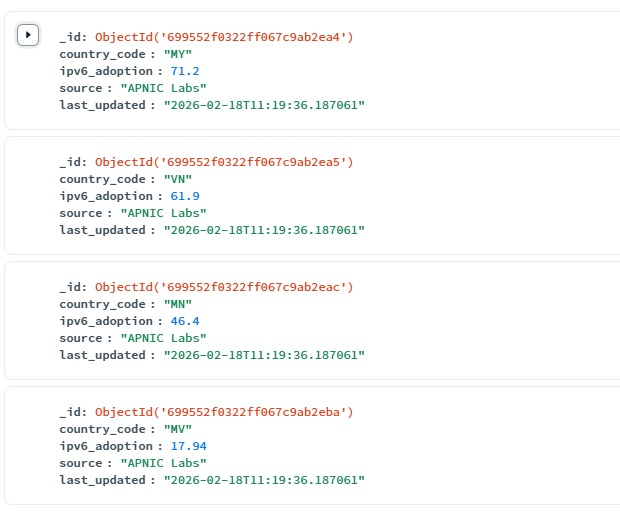 _id: ObjectId('699552f0322ff067c9ab2ea4')
country_code : "MY"
ipv6_adoption : 71.2
source : "APNIC Labs"
last_updated : "2026-02-18T11:19:36.187061"
_id: ObjectId('699552f0322ff067c9ab2ea5')
country_code : "VN"
ipv6_adoption : 61.9
source : "APNIC Labs"
last_updated : "2026-02-18T11:19:36.187061"
_id: ObjectId('699552f0322ff067c9ab2eac')
country_code : "MN"
ipv6_adoption : 46.4
source : "APNIC Labs"
last_updated : "2026-02-18T11:19:36.187061"
_id: ObjectId('699552f0322ff067c9ab2eba')
country_code : "MV"
ipv6_adoption : 17.94
source : "APNIC Labs"
last_updated : "2026-02-18T11:19:36.187061"